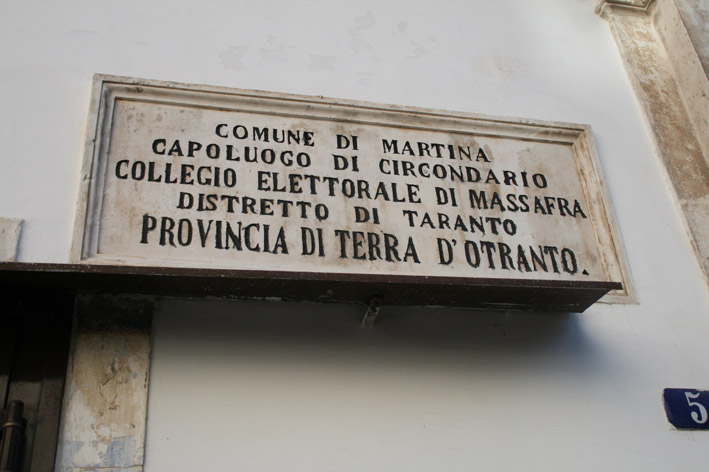 COMUNE DI MARTINA
CAPOLUOGO DI CIRCONDARIO
COLLEGIO ELETTORALE DI MASSAFRA
DISTRETTO DI TARANTO
PROVINCIA DI TERRA D'OTRANTO.
5